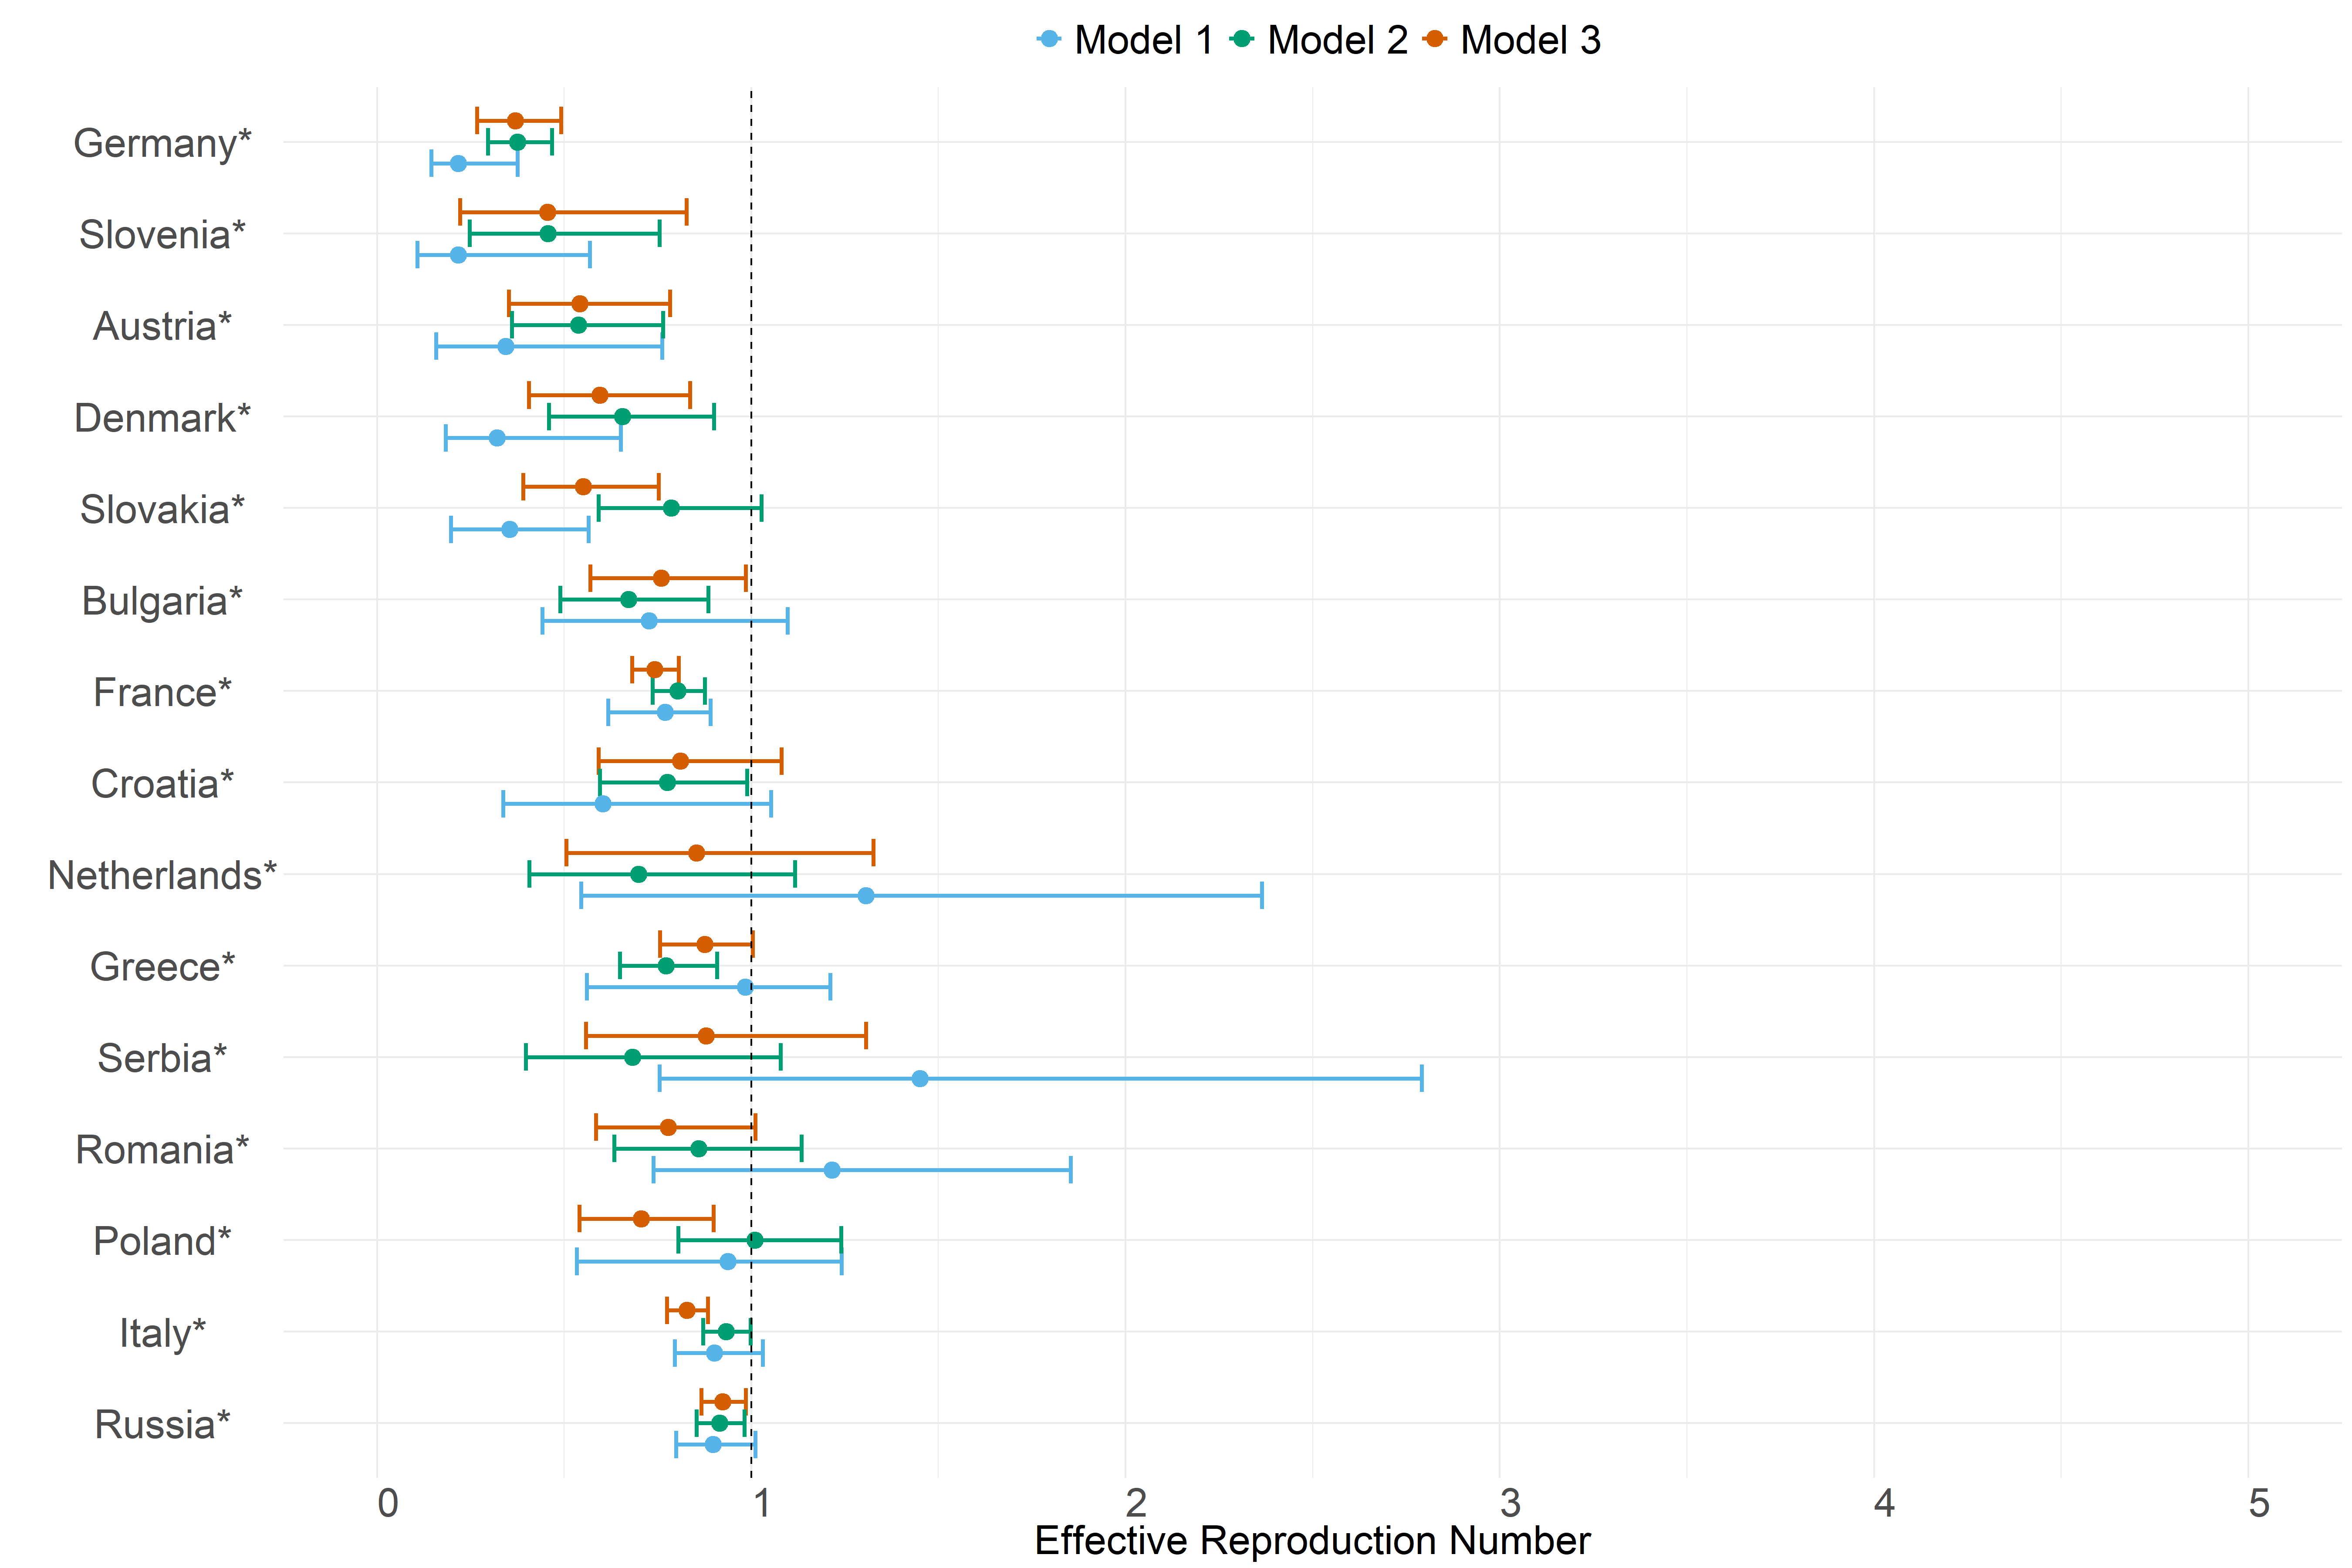 Model 1 Model 2 Model 3
Germany*
Slovenia*
Austria*
Denmark*
Slovakia*
Bulgaria*
France*
Croatia*
Netherlands*
Greece*
Serbia*
Romania*
Poland*
Italy*
Russia*
0 1 2 3 4 5
Effective Reproduction Number